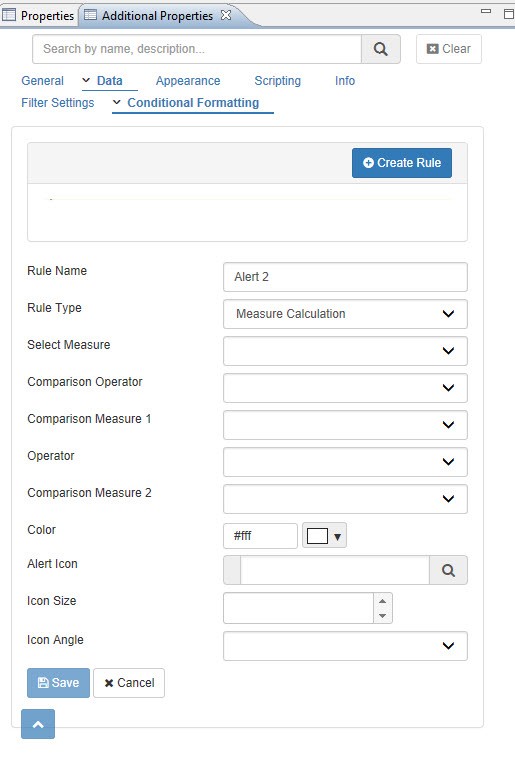 Properties Additional Properties
Search by name, description... Clear
General Data Appearance Scripting Info
Filter Settings Conditional Formatting
Create Rule
Rule Name Alert 2
Rule Type Measure Calculation
Select Measure
Comparison Operator
Comparison Measure 1
Operator
Comparison Measure 2
Color #fff
Alert Icon
Icon Size
Icon Angle
Save Cancel